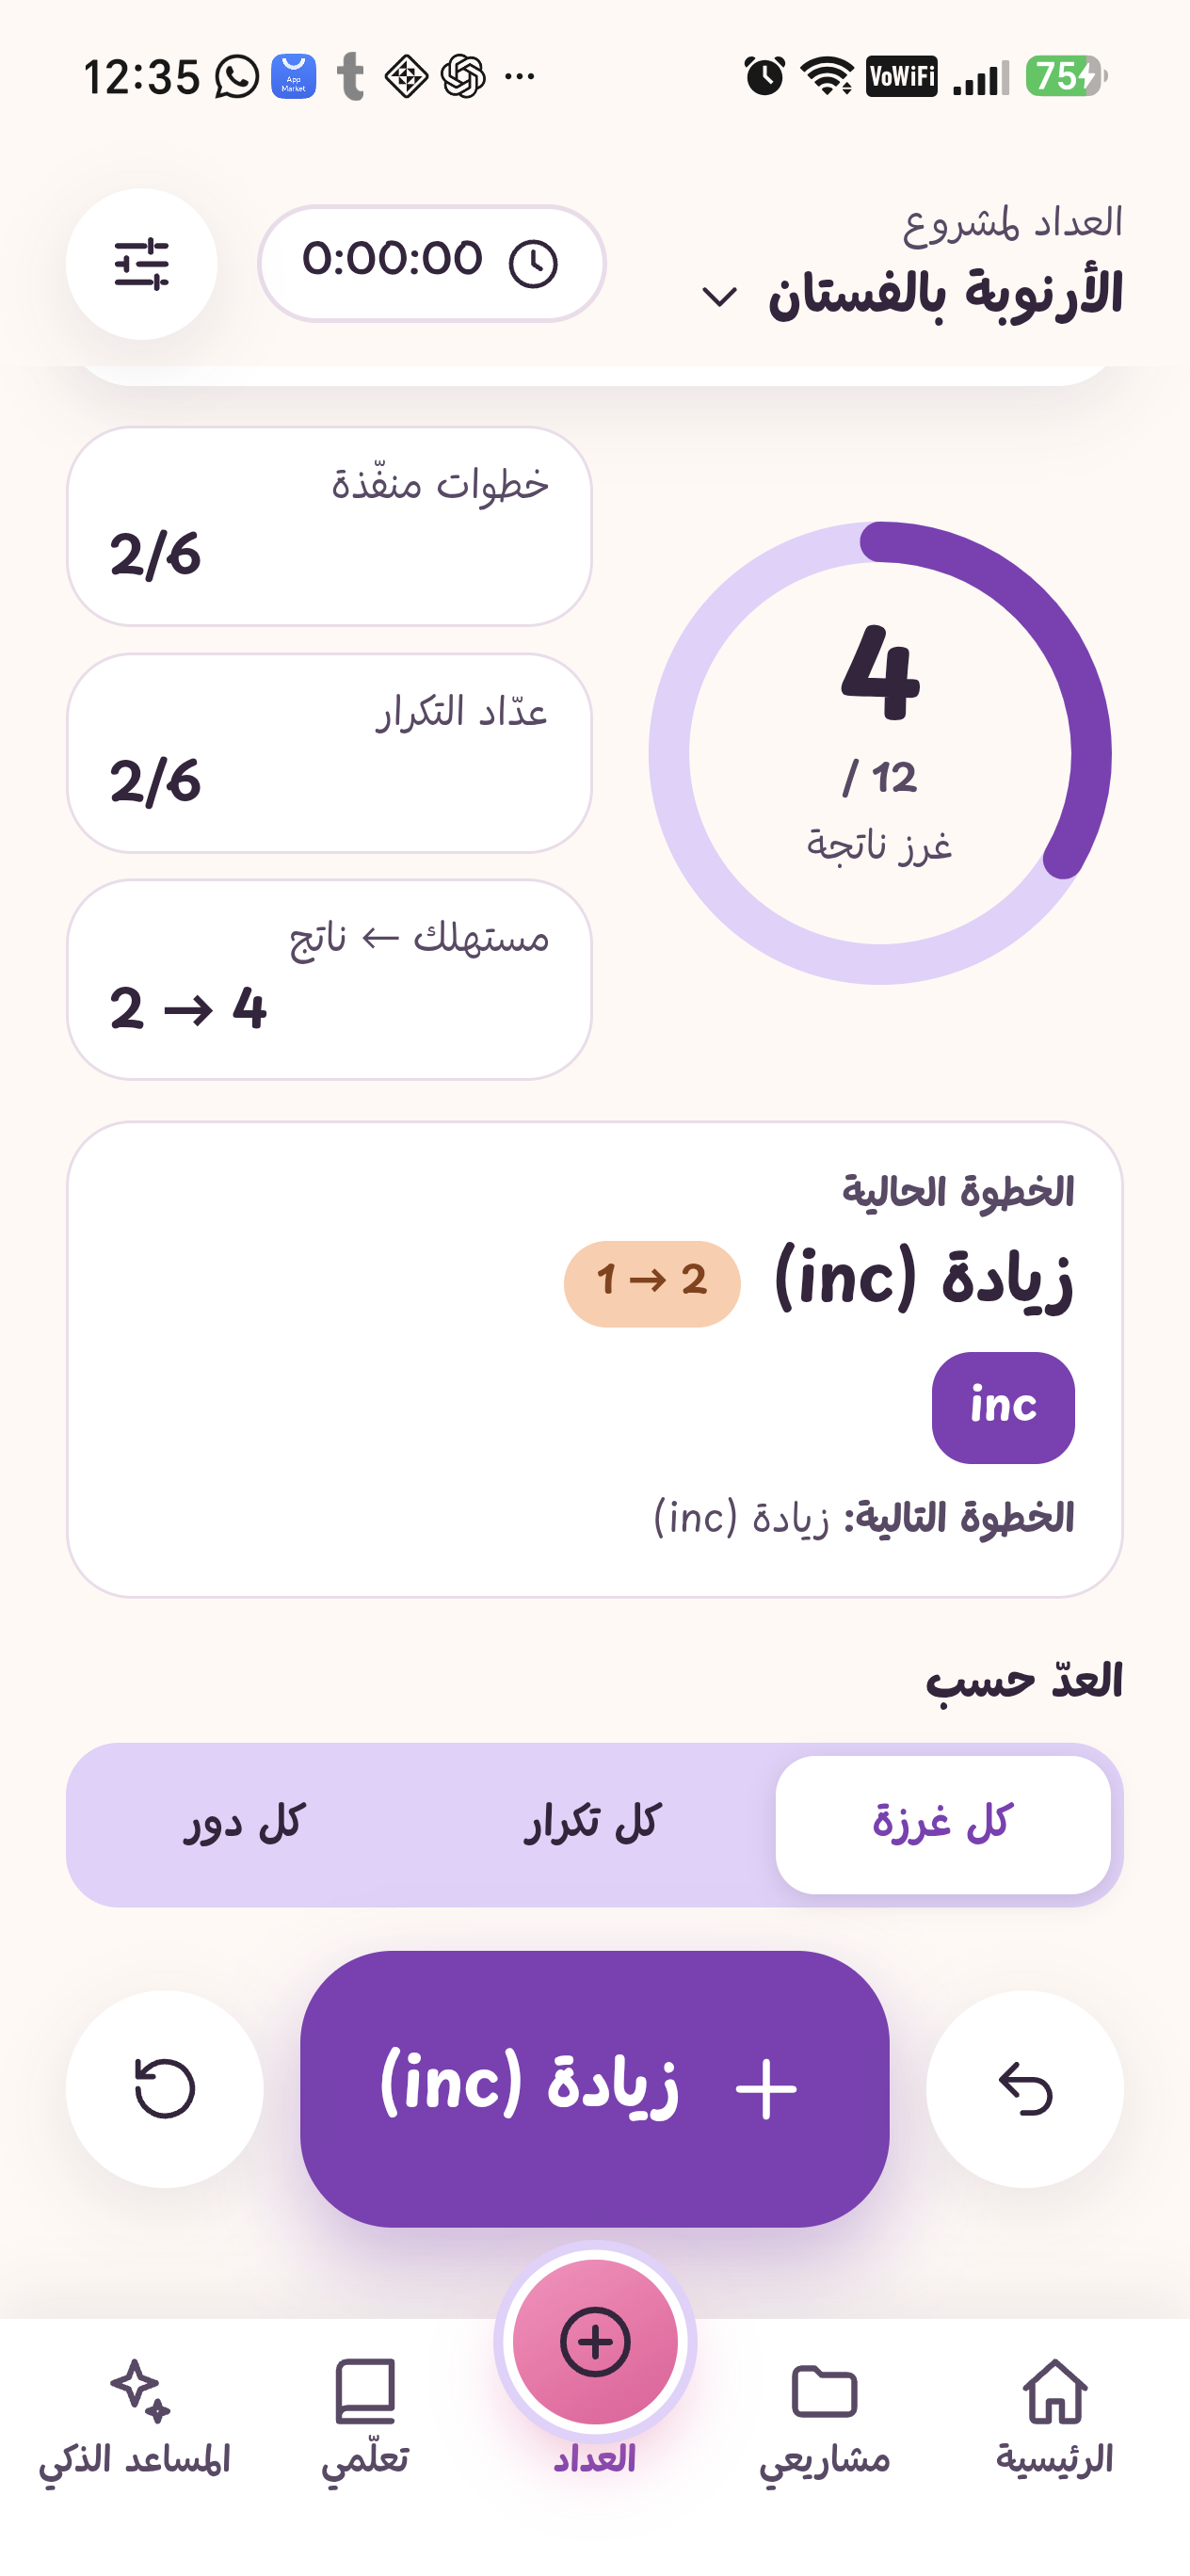 12:35
App
Market
...
VoWiFi
75
العداد لمشروع
الأرنوبة بالفستان
0:00:00
خطوات منفّذة
2/6
4
/ 12
غرز ناتجة
عدّاد التكرار
2/6
مستهلك ← ناتج
2 → 4
الخطوة الحالية
زيادة (inc)
1 → 2
inc
الخطوة التالية: زيادة (inc)
العدّ حسب
كل غرزة
كل تكرار
كل دور
زيادة (inc)
الرئيسية
مشاريعي
العداد
تعلّمي
المساعد الذكي